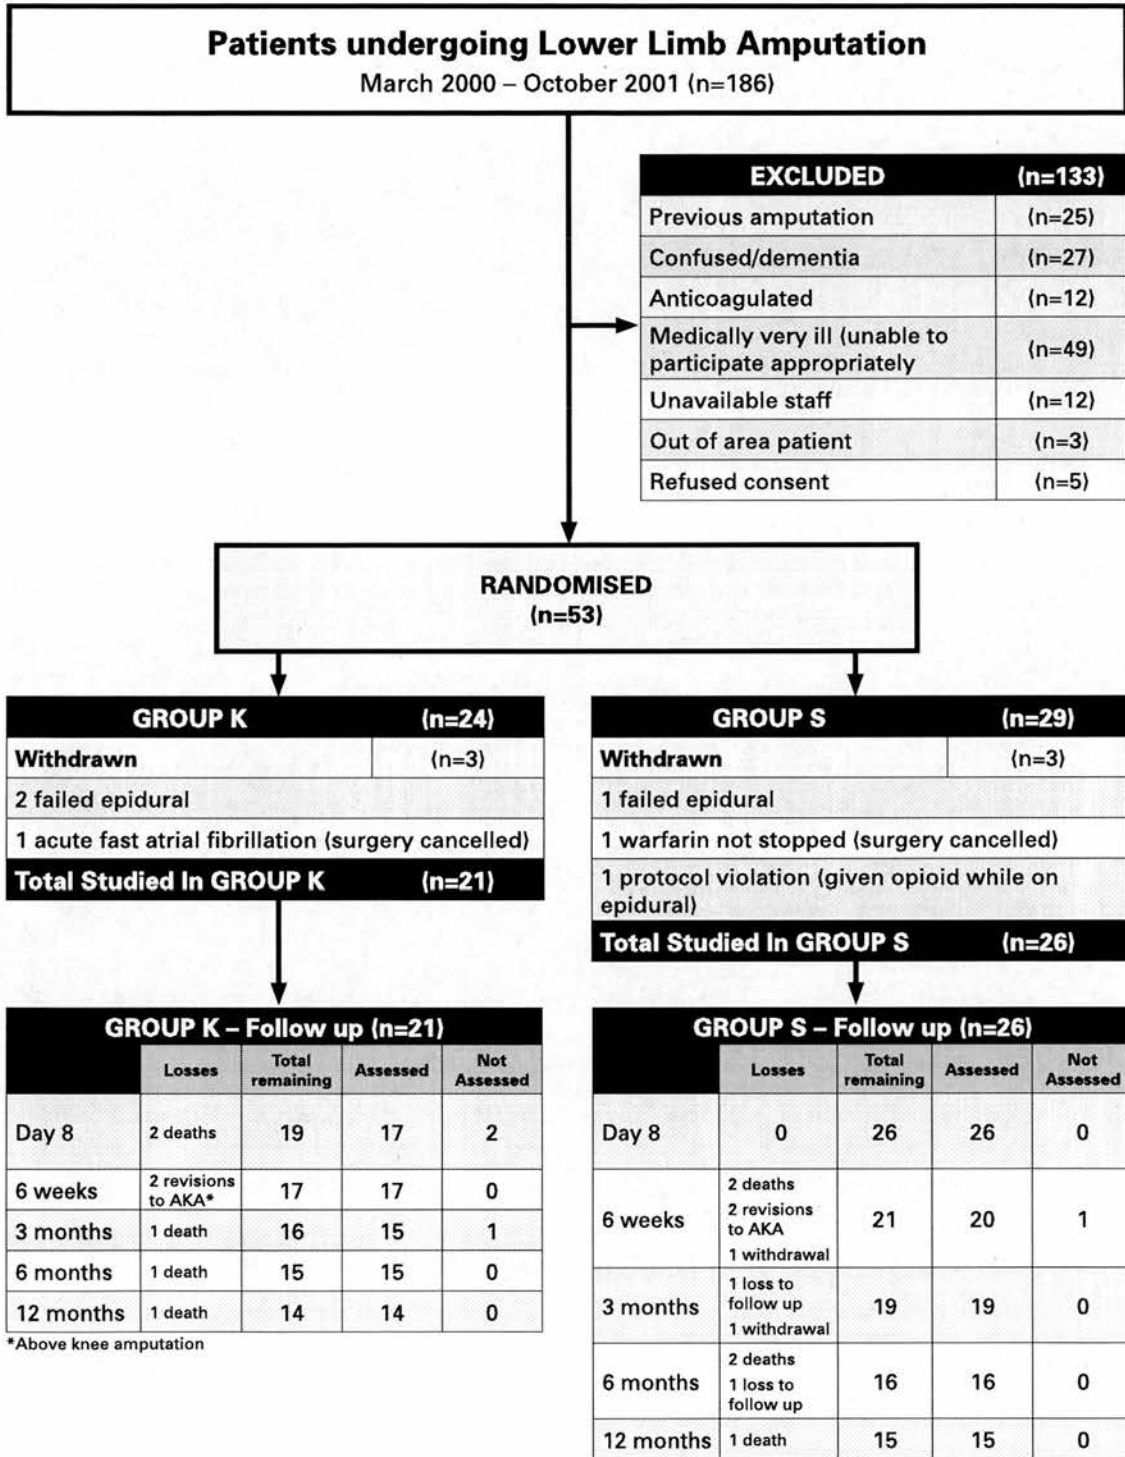 Patients undergoing Lower Limb Amputation
March 2000 – October 2001 (n=186)
EXCLUDED (n=133)
Previous amputation (n=25)
Confused/dementia (n=27)
Anticoagulated (n=12)
Medically very ill (unable to
participate appropriately (n=49)
Unavailable staff (n=12)
Out of area patient (n=3)
Refused consent (n=5)
RANDOMISED
(n=53)
GROUP K (n=24)
Withdrawn (n=3)
2 failed epidural
1 acute fast atrial fibrillation (surgery cancelled)
Total Studied In GROUP K (n=21)
GROUP S (n=29)
Withdrawn (n=3)
1 failed epidural
1 warfarin not stopped (surgery cancelled)
1 protocol violation (given opioid while on
epidural)
Total Studied In GROUP S (n=26)
GROUP K – Follow up (n=21)
Losses Total remaining Assessed Not Assessed
Day 8 2 deaths 19 17 2
6 weeks 2 revisions to AKA* 17 17 0
3 months 1 death 16 15 1
6 months 1 death 15 15 0
12 months 1 death 14 14 0
*Above knee amputation
GROUP S – Follow up (n=26)
Losses Total remaining Assessed Not Assessed
Day 8 0 26 26 0
6 weeks 2 deaths 2 revisions to AKA 1 withdrawal 21 20 1
3 months 1 loss to follow up 1 withdrawal 19 19 0
6 months 2 deaths 1 loss to follow up 16 16 0
12 months 1 death 15 15 0